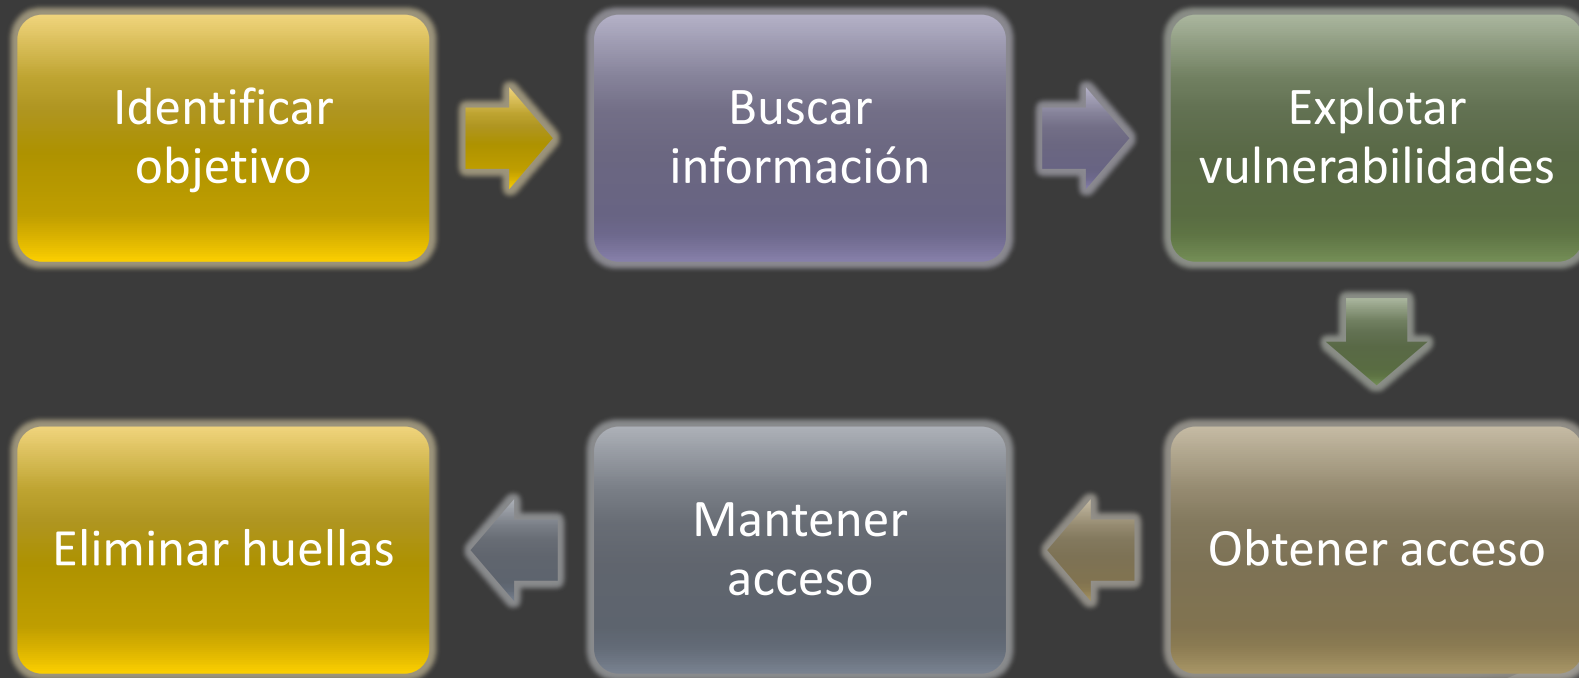 Identificar
objetivo
Buscar
información
Explotar
vulnerabilidades
Obtener acceso
Mantener
acceso
Eliminar huellas